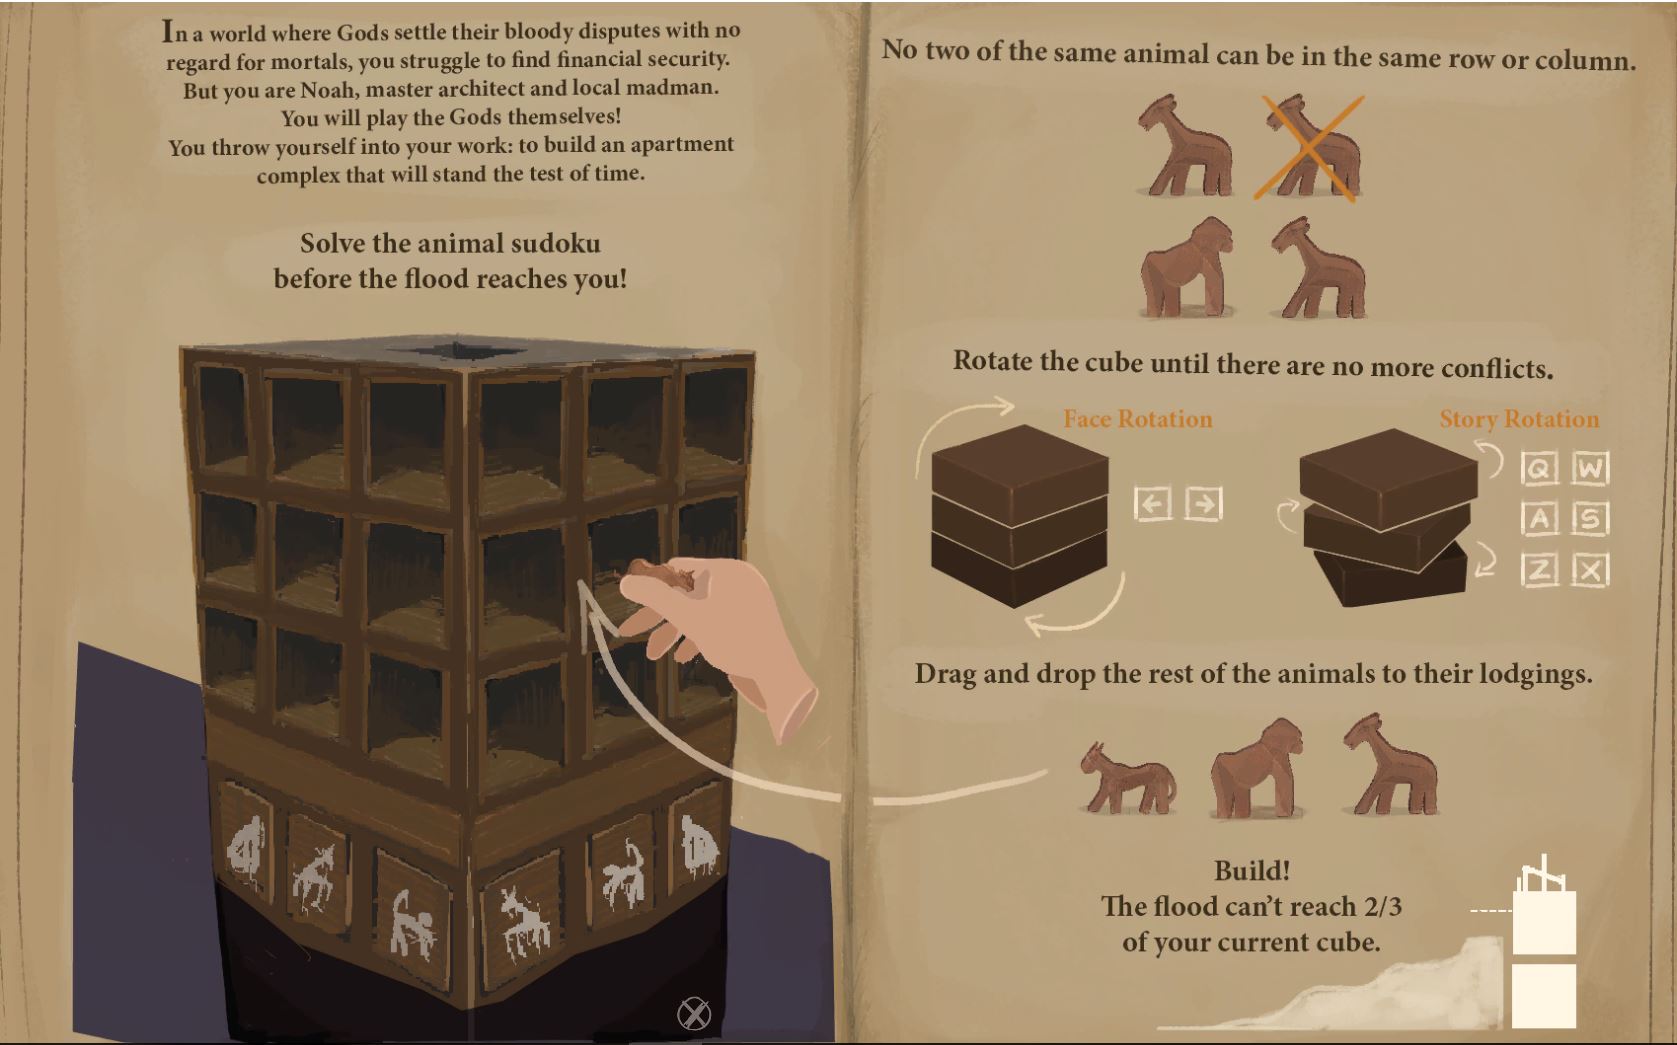 In a world where Gods settle their bloody disputes with no
regard for mortals, you struggle to find financial security.
But you are Noah, master architect and local madman.
You will play the Gods themselves!
You throw yourself into your work: to build an apartment
complex that will stand the test of time.
Solve the animal sudoku
before the flood reaches you!
No two of the same animal can be in the same row or column.
Rotate the cube until there are no more conflicts.
Face Rotation
Story Rotation
Q W
A S
Z X
Drag and drop the rest of the animals to their lodgings.
Build!
The flood can't reach 2/3
of your current cube.